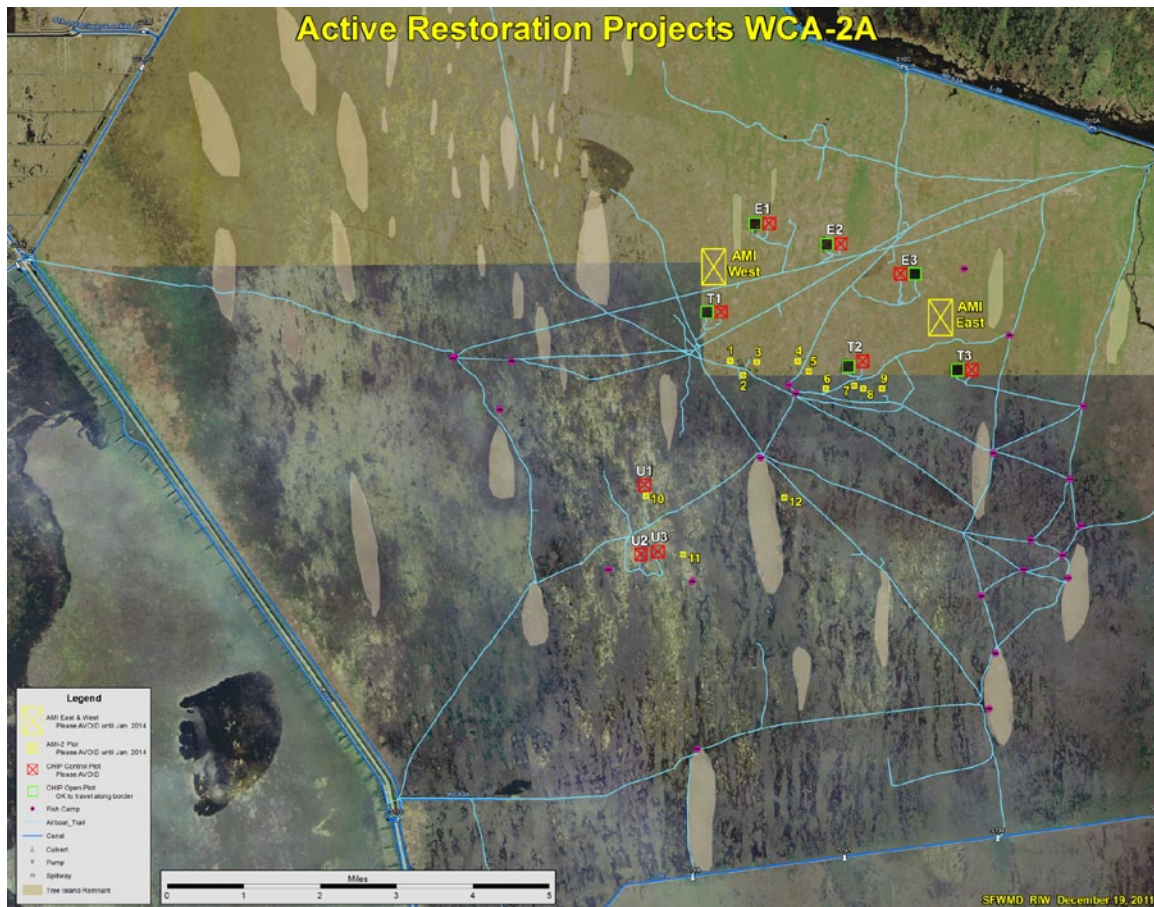 Active Restoration Projects WCA-2A
S10C
L-39
S10A
E1
E2
E3
AMI
West
AMI
East
T1
T2
T3
1
2
3
4
5
6
7
8
9
U1
10
12
U2
U3
11
Legend
AMI East & West
Please AVOID until Jan. 2014
AMI-2 Plot
Please AVOID until Jan. 2014
CHIP Control Plot
Please AVOID
CHIP Open Plot
OK to travel along border
Fish Camp
Airboat_Trail
Canal
Culvert
Pump
Spillway
Tree Island Remnant
Miles
0 1 2 3 4 5
SFWMD RIW December 19, 2011